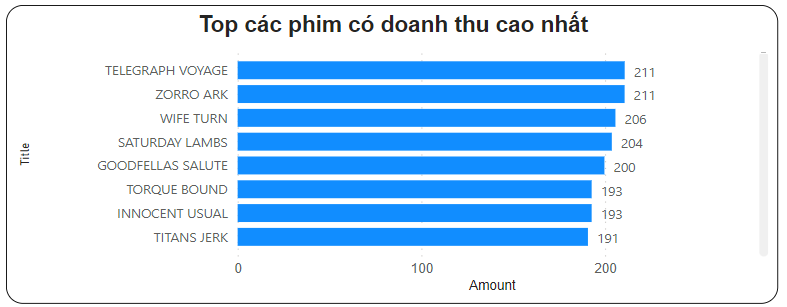 Top các phim có doanh thu cao nhất
Title
TELEGRAPH VOYAGE 211
ZORRO ARK 211
WIFE TURN 206
SATURDAY LAMBS 204
GOODFELLAS SALUTE 200
TORQUE BOUND 193
INNOCENT USUAL 193
TITANS JERK 191
0 100 200
Amount